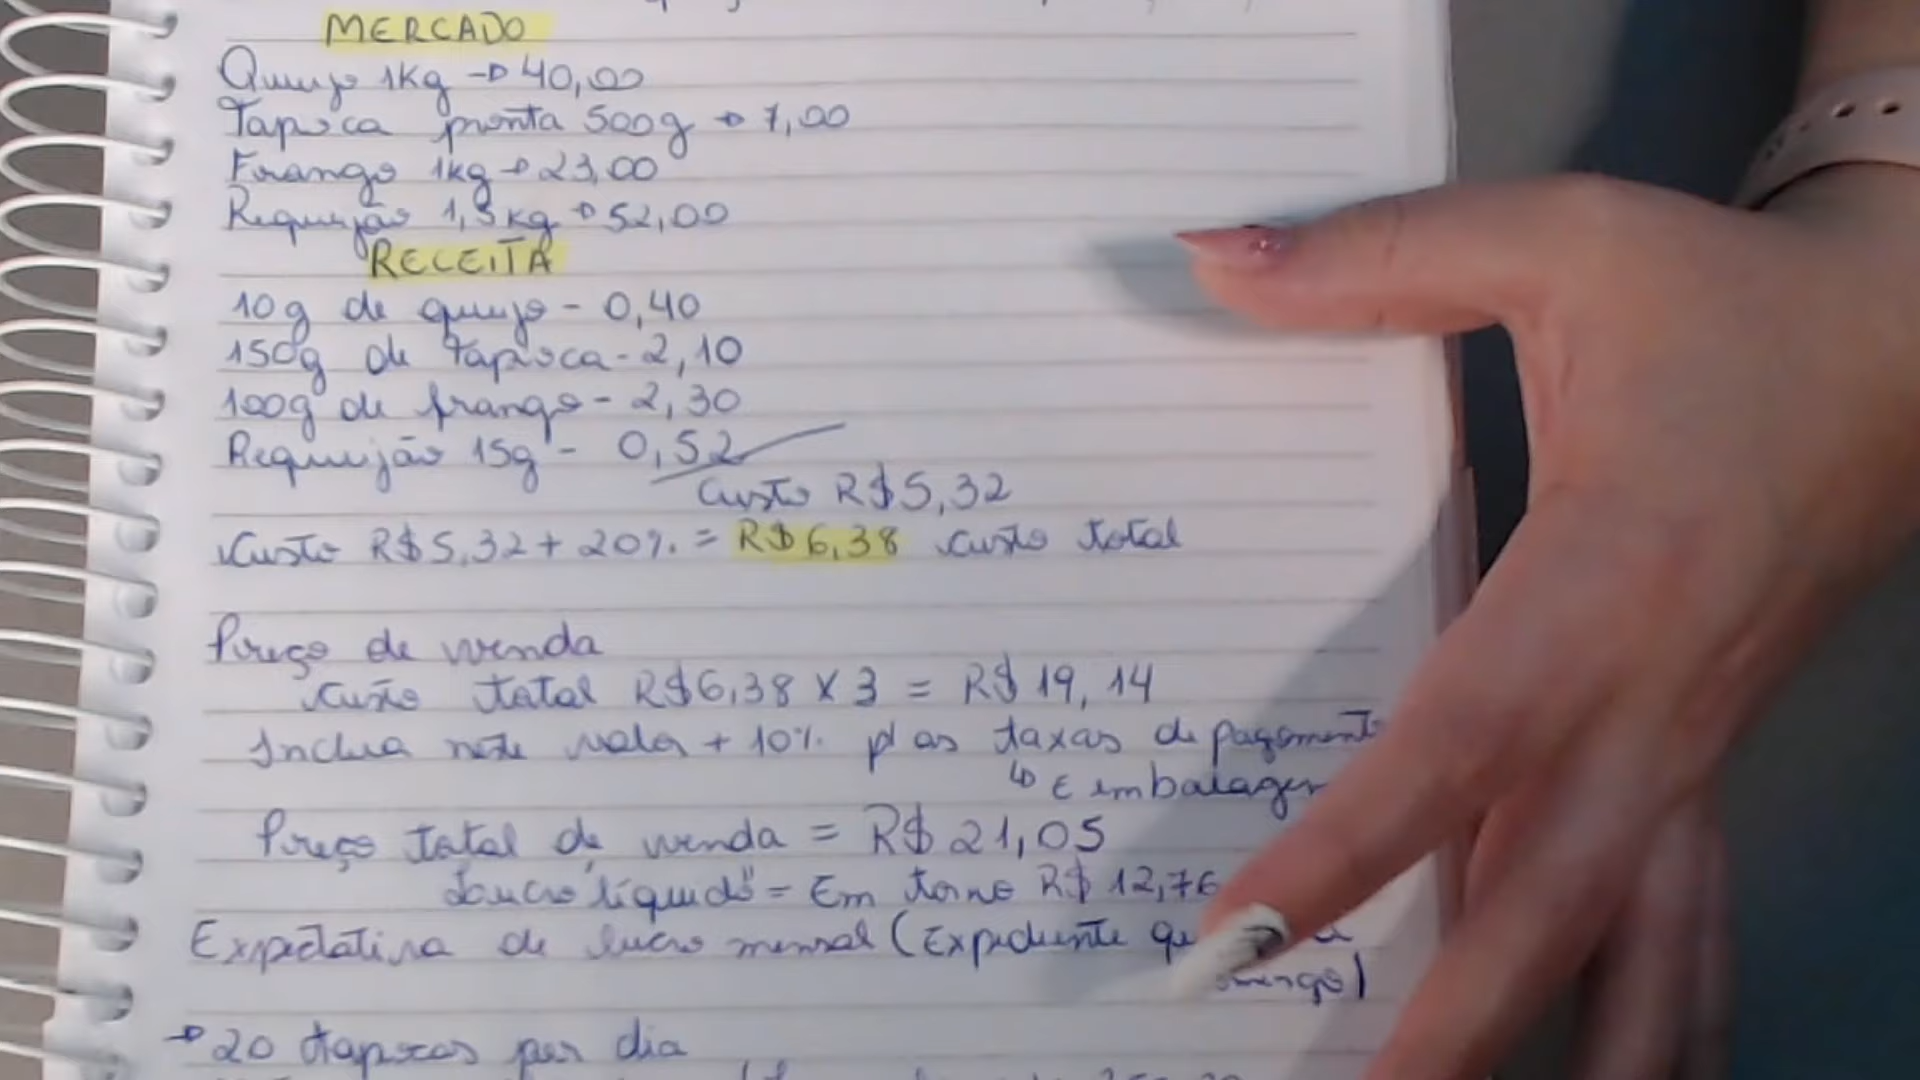 MERCADO
Queijo 1Kg → 40,00
Tapioca pronta 500g → 7,00
Frango 1kg → 23,00
Requeijão 1,5kg → 52,00
RECEITA
10g de queijo - 0,40
150g de tapioca - 2,10
100g de frango - 2,30
Requeijão 15g - 0,52
Custo R$5,32
Custo R$5,32 + 20% = R$6,38 custo total
Preço de venda
custo total R$6,38 x 3 = R$ 19,14
Inclua neste valor + 10% p/ as taxas de pagamento
↳ E embalagem
Preço total de venda = R$ 21,05
Lucro "líquido" = Em torno R$ 12,76
Expectativa de lucro mensal (Expediente
→ 20 tapiocas por dia